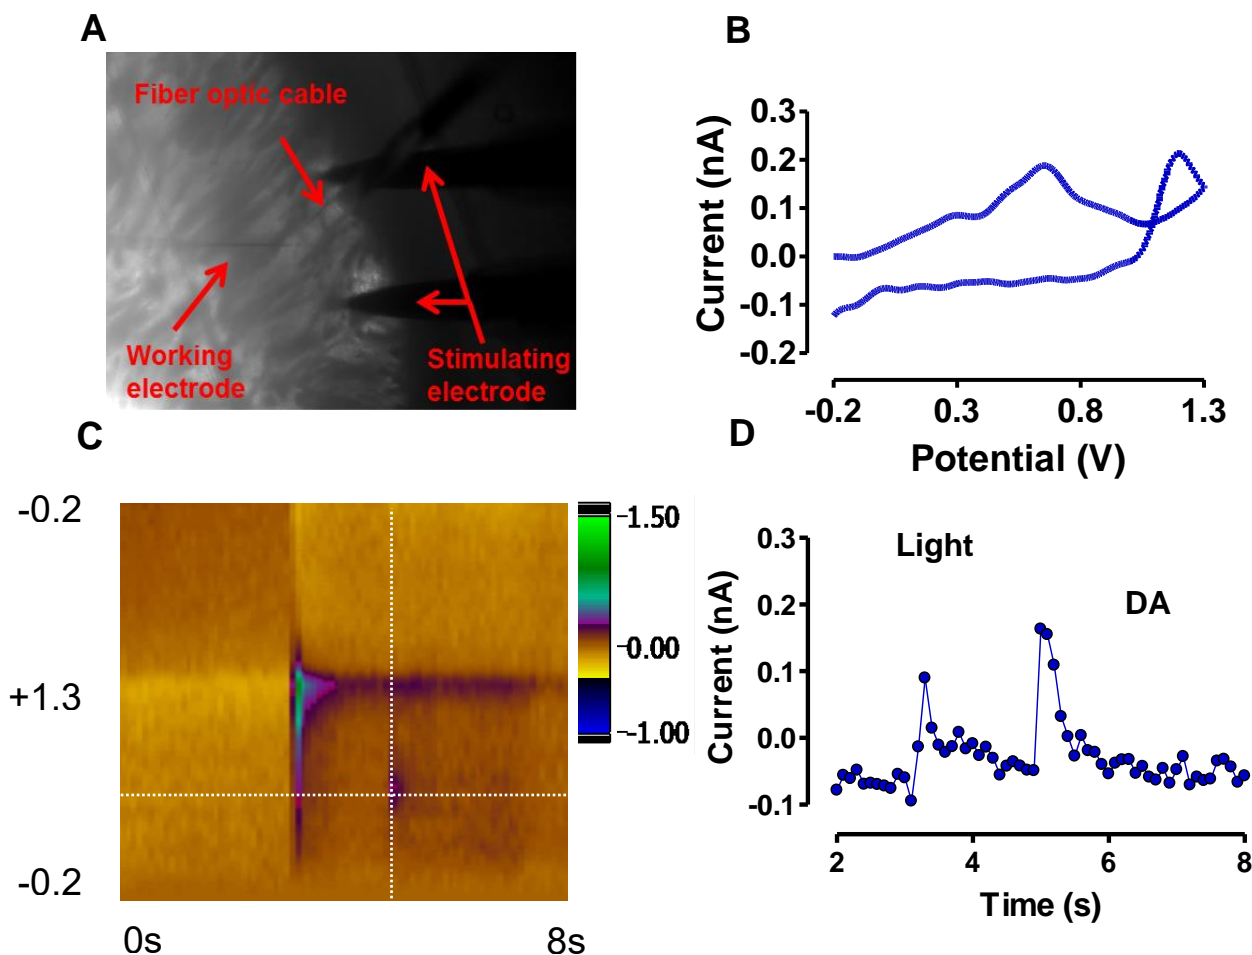 A
Fiber optic cable
Working
electrode
Stimulating
electrode
B
Current (nA)
0.3
0.2
0.1
0.0
-0.1
-0.2
-0.2 0.3 0.8 1.3
Potential (V)
C
-0.2
+1.3
-0.2
0s 8s
1.50
0.00
-1.00
D
Current (nA)
0.3
0.2
0.1
0.0
-0.1
Light
DA
2 4 6 8
Time (s)